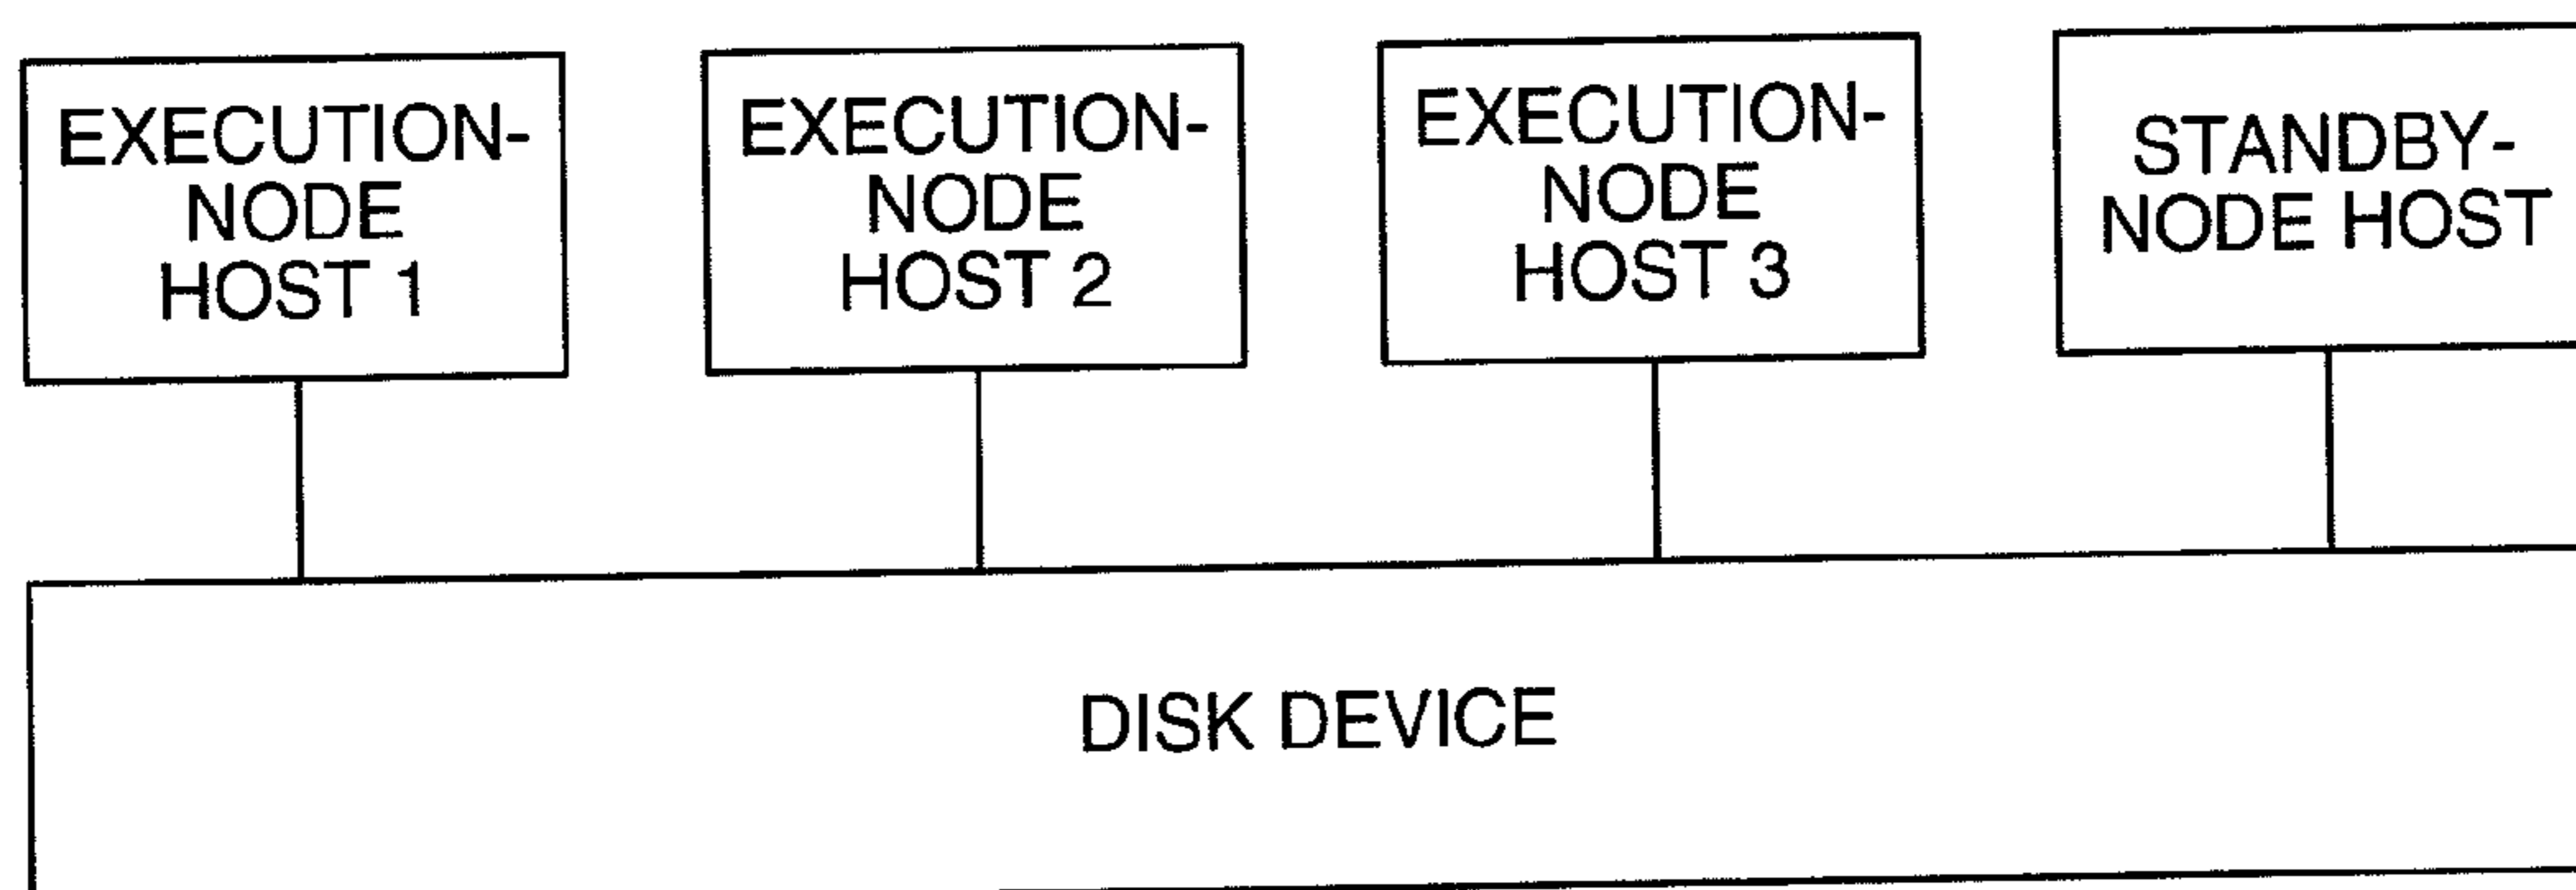 EXECUTION-
NODE
HOST 1
EXECUTION-
NODE
HOST 2
EXECUTION-
NODE
HOST 3
STANDBY-
NODE HOST
DISK DEVICE